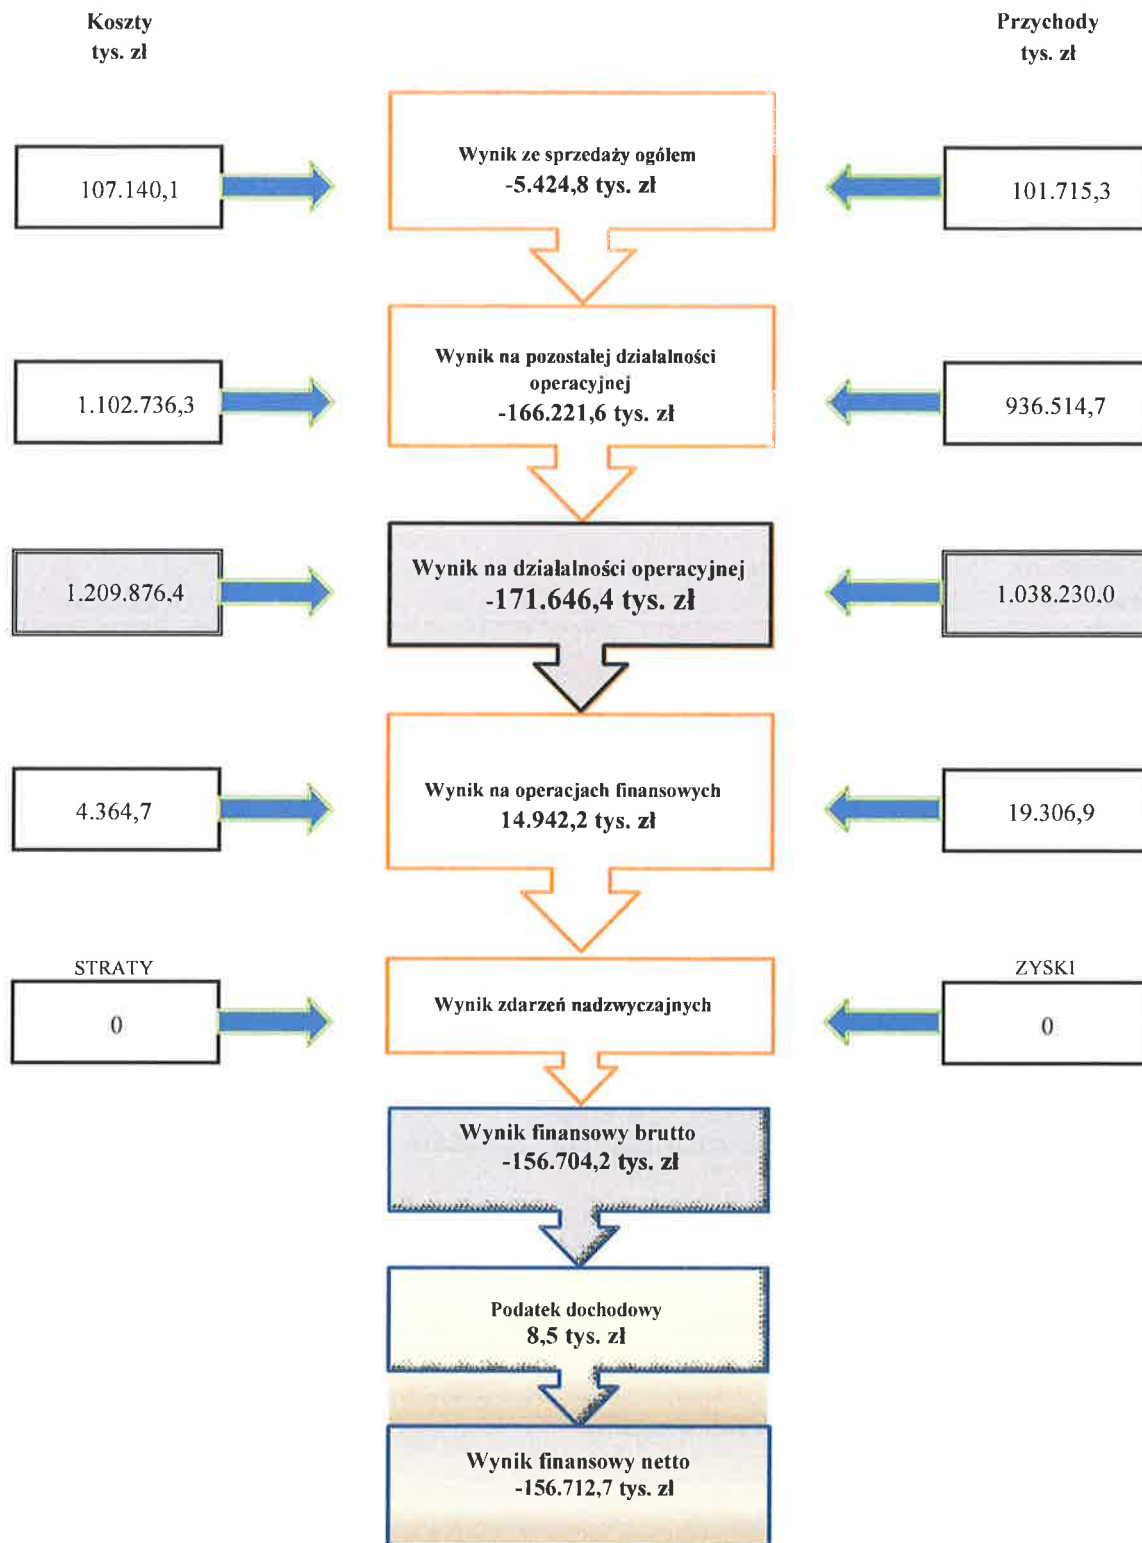 Koszty
tys. zł
Przychody
tys. zł
107.140,1
Wynik ze sprzedaży ogółem
-5.424,8 tys. zł
101.715,3
1.102.736,3
Wynik na pozostałej działalności
operacyjnej
-166.221,6 tys. zł
936.514,7
1.209.876,4
Wynik na działalności operacyjnej
-171.646,4 tys. zł
1.038.230,0
4.364,7
Wynik na operacjach finansowych
14.942,2 tys. zł
19.306,9
STRATY
0
Wynik zdarzeń nadzwyczajnych
ZYSKI
0
Wynik finansowy brutto
-156.704,2 tys. zł
Podatek dochodowy
8,5 tys. zł
Wynik finansowy netto
-156.712,7 tys. zł